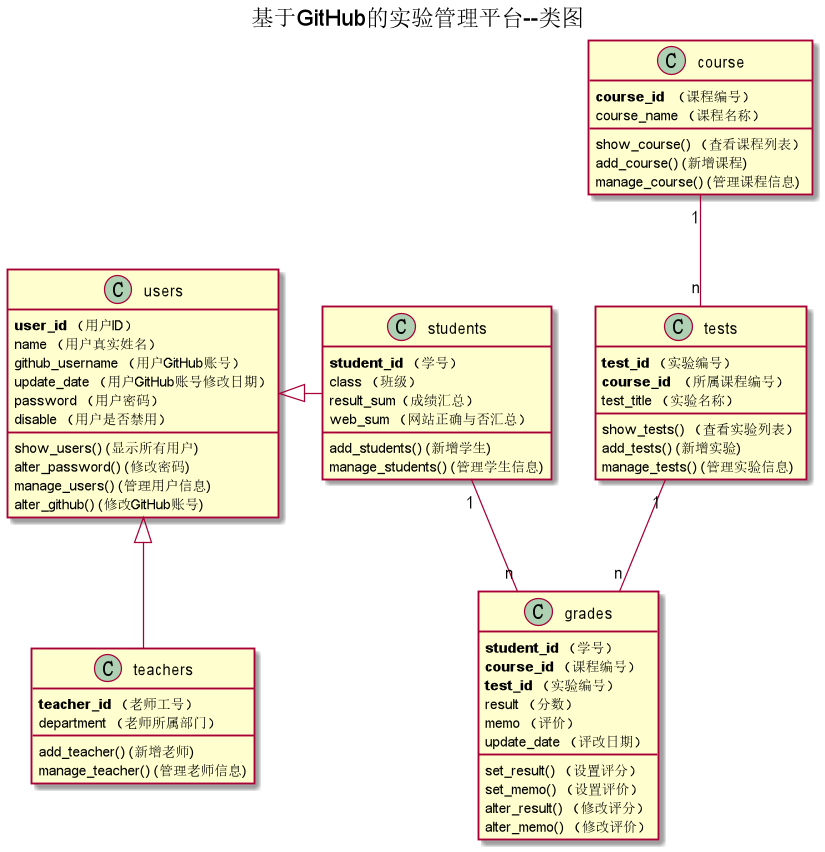 基于GitHub的实验管理平台--类图
C course
course_id （课程编号）
course_name （课程名称）
show_course() （查看课程列表）
add_course() (新增课程)
manage_course() (管理课程信息)
1
n
C users
user_id （用户ID）
name （用户真实姓名）
github_username （用户GitHub账号）
update_date （用户GitHub账号修改日期）
password （用户密码）
disable （用户是否禁用）
show_users() (显示所有用户)
alter_password() (修改密码)
manage_users() (管理用户信息)
alter_github() (修改GitHub账号)
C students
student_id （学号）
class （班级）
result_sum（成绩汇总）
web_sum （网站正确与否汇总）
add_students() (新增学生)
manage_students() (管理学生信息)
C tests
test_id （实验编号）
course_id （所属课程编号）
test_title （实验名称）
show_tests() （查看实验列表）
add_tests() (新增实验)
manage_tests() (管理实验信息)
1
n
1
n
C teachers
teacher_id （老师工号）
department （老师所属部门）
add_teacher() (新增老师)
manage_teacher() (管理老师信息)
C grades
student_id （学号）
course_id （课程编号）
test_id （实验编号）
result （分数）
memo （评价）
update_date （评改日期）
set_result() （设置评分）
set_memo() （设置评价）
alter_result() （修改评分）
alter_memo() （修改评价）